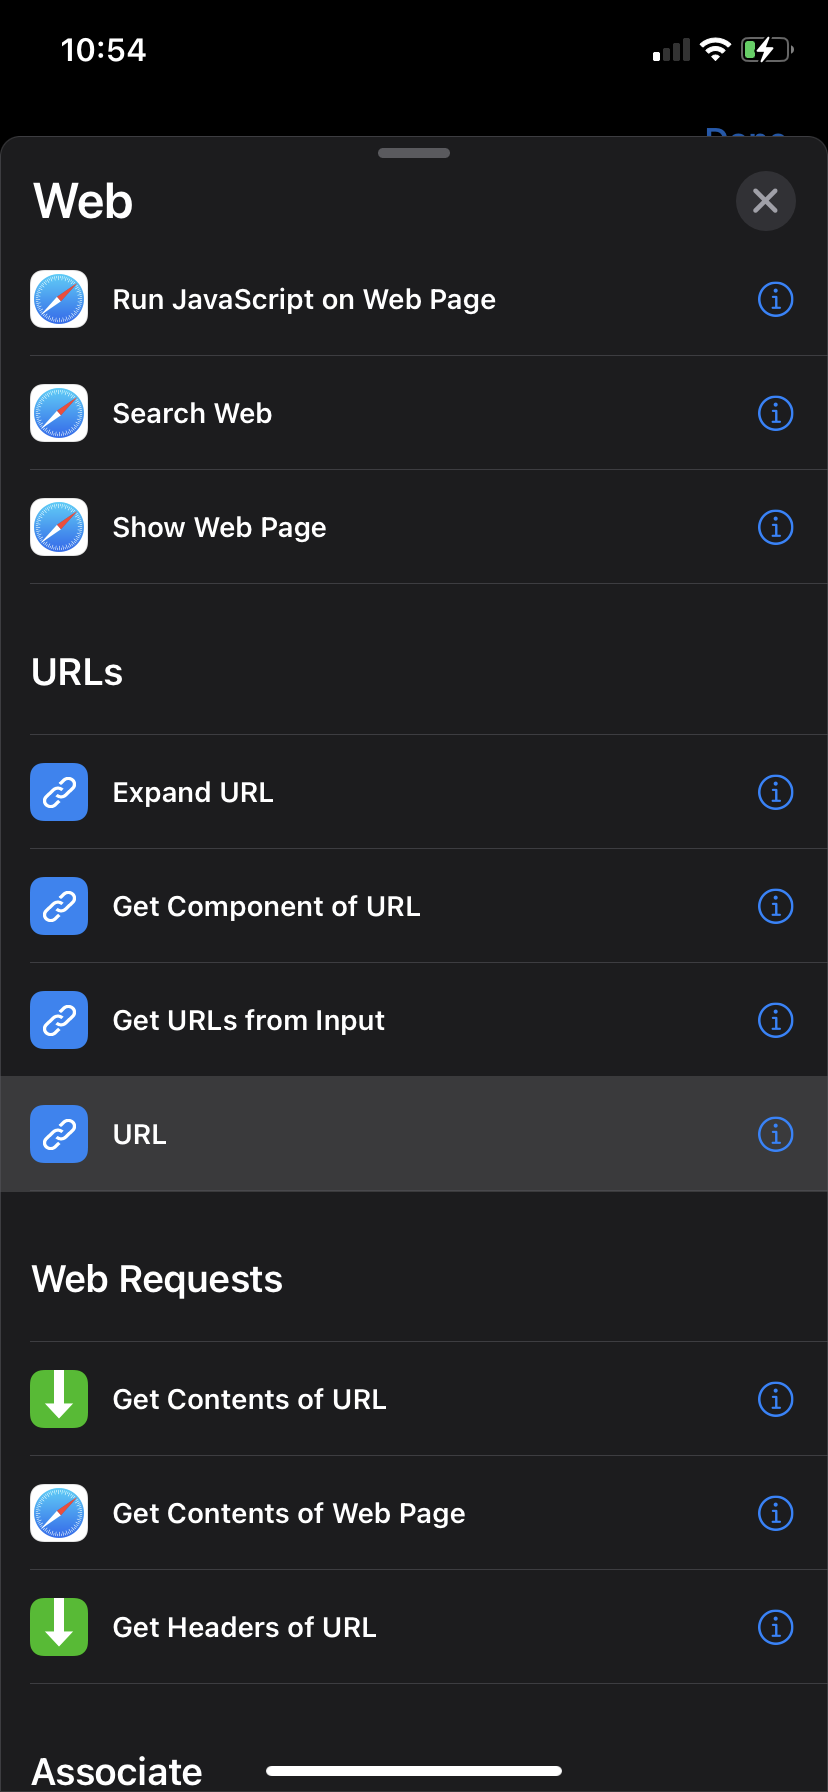 10:54
Done
Web
Run JavaScript on Web Page
Search Web
Show Web Page
URLs
Expand URL
Get Component of URL
Get URLs from Input
URL
Web Requests
Get Contents of URL
Get Contents of Web Page
Get Headers of URL
Associate